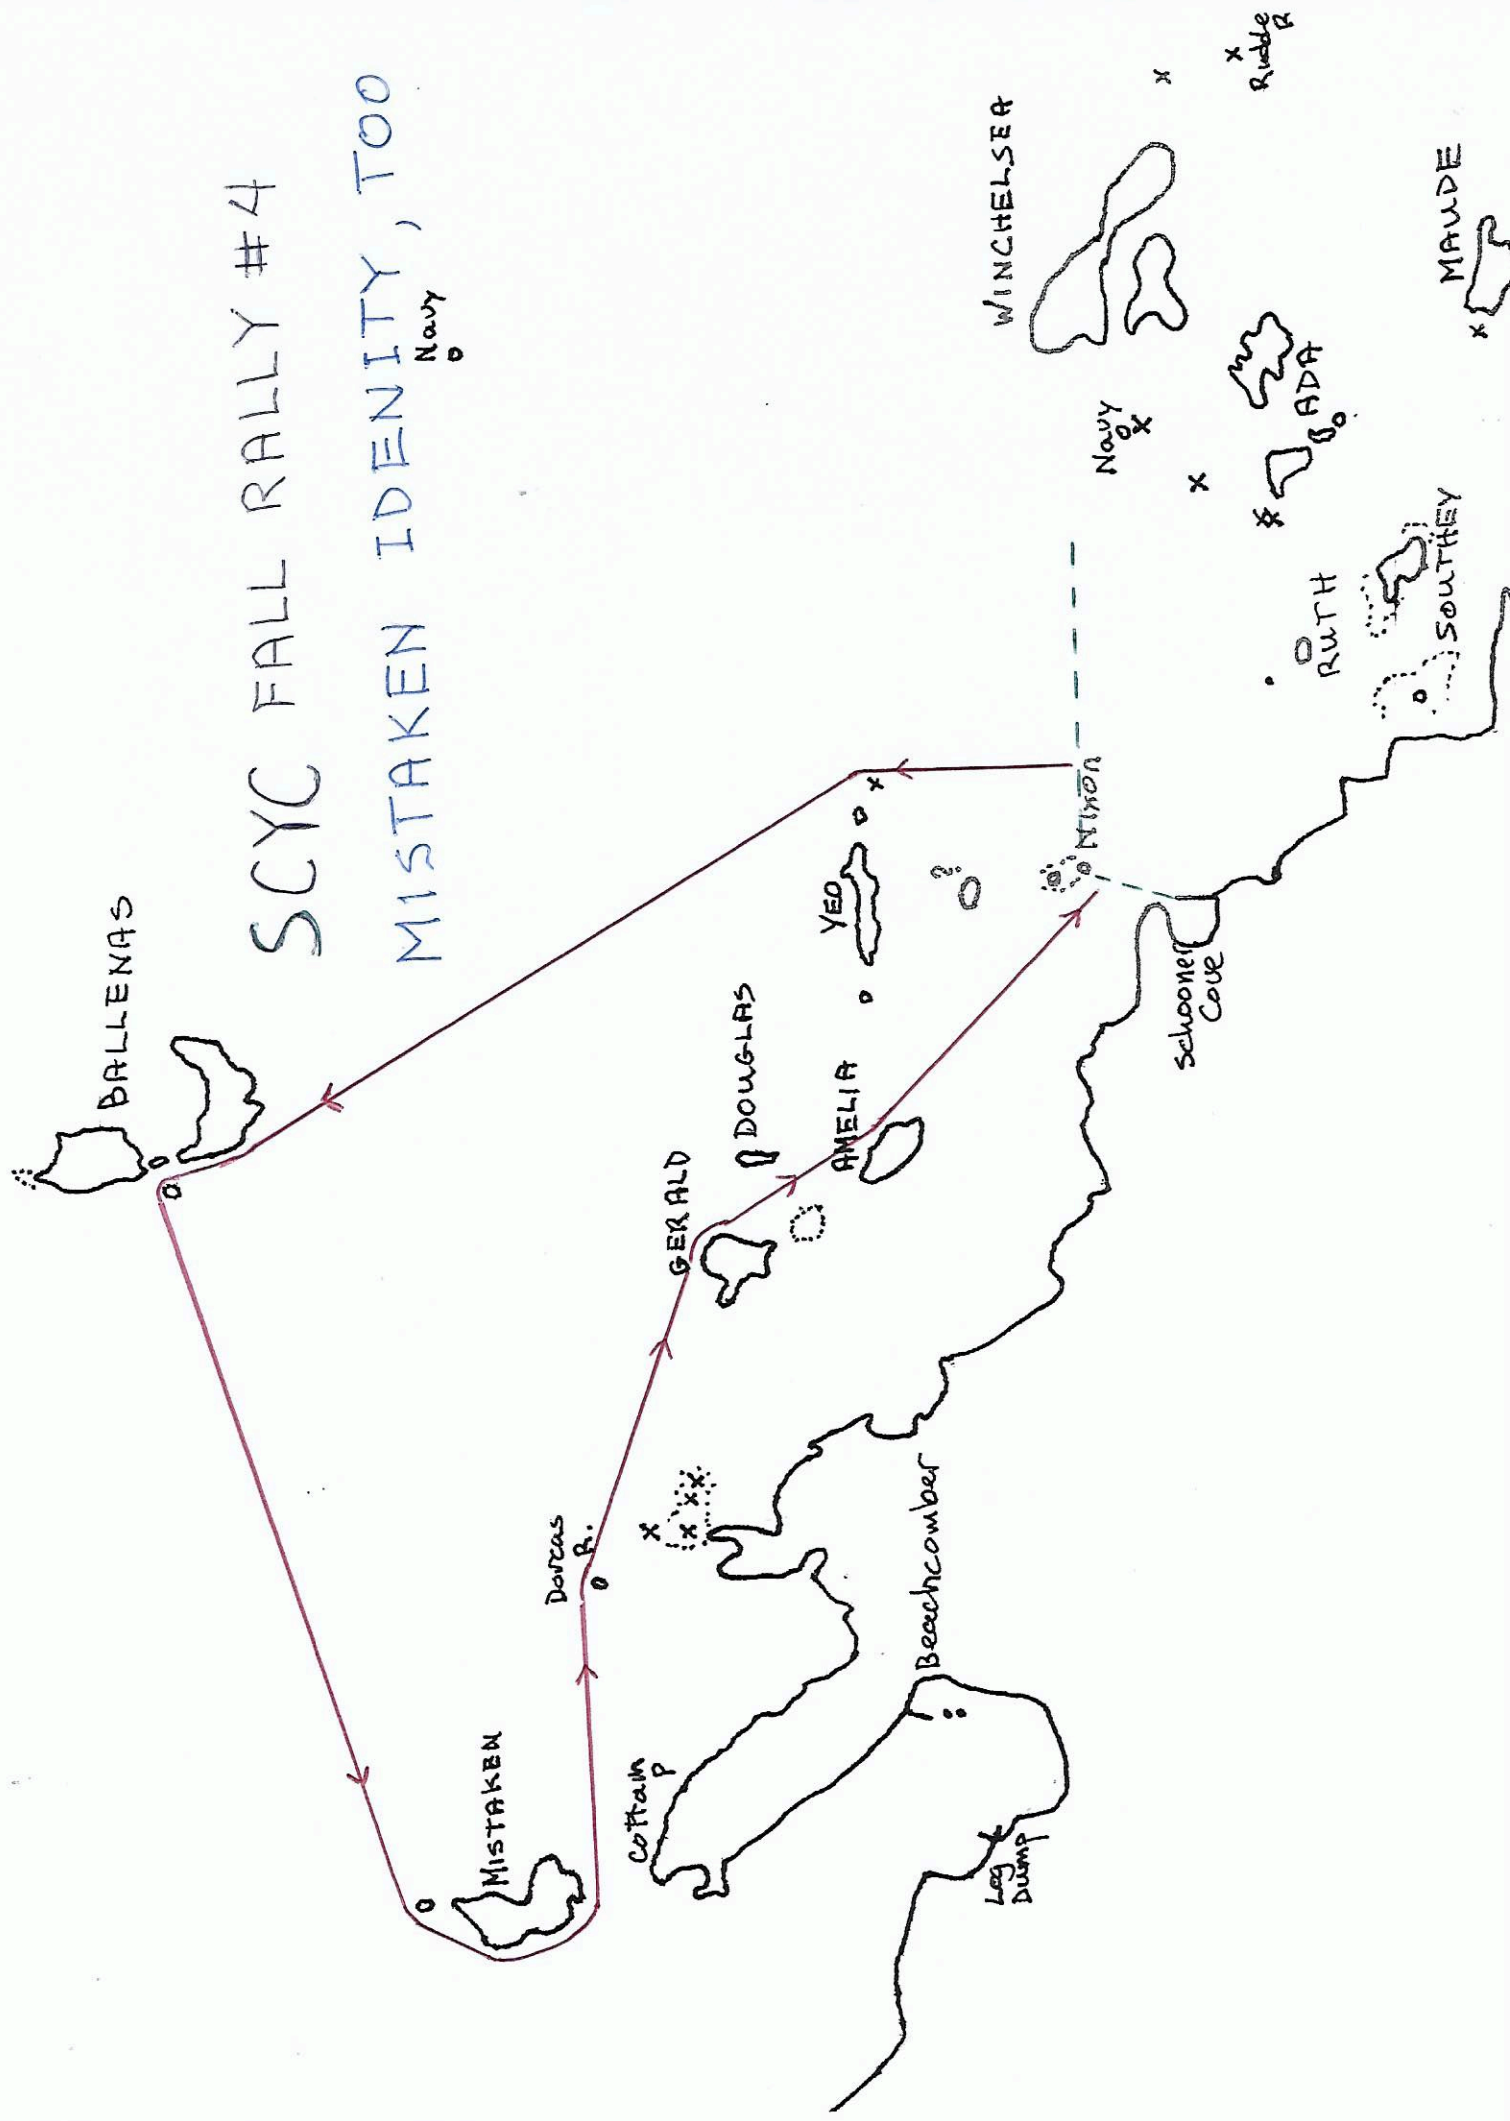 SCYC FALL RALLY #4
MISTAKEN IDENITY, TOO
Navy
BALLENAS
WINCHELSEA
Rudder
R
MAUDE
Navy
ADA
RUTH
SOUTHEY
Nixon
YEO
?
DOUGLAS
AMELIA
GERALD
Schooner
Cove
Dorcas
R.
MISTAKEN
Cottam
P
Beachcomber
Log
Dump